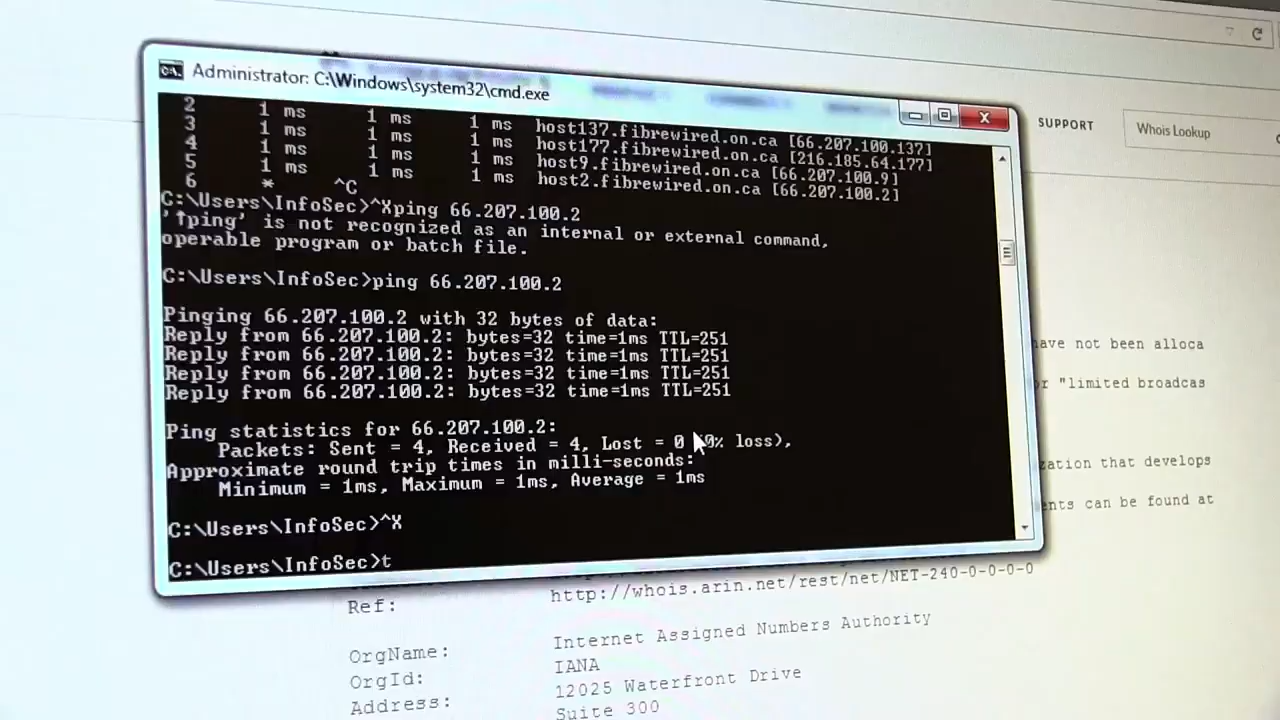 SUPPORT
Whois Lookup
Administrator: C:\Windows\system32\cmd.exe
2 1 ms 1 ms 1 ms host137.fibrewired.on.ca [66.207.100.137]
3 1 ms 1 ms 1 ms host177.fibrewired.on.ca [216.185.64.177]
4 1 ms 1 ms 1 ms host9.fibrewired.on.ca [66.207.100.9]
5 1 ms 1 ms 1 ms host2.fibrewired.on.ca [66.207.100.2]
6 * ^C
C:\Users\InfoSec>^Xping 66.207.100.2
'↑ping' is not recognized as an internal or external command,
operable program or batch file.
C:\Users\InfoSec>ping 66.207.100.2
Pinging 66.207.100.2 with 32 bytes of data:
Reply from 66.207.100.2: bytes=32 time=1ms TTL=251
Reply from 66.207.100.2: bytes=32 time=1ms TTL=251
Reply from 66.207.100.2: bytes=32 time=1ms TTL=251
Reply from 66.207.100.2: bytes=32 time=1ms TTL=251
Ping statistics for 66.207.100.2:
Packets: Sent = 4, Received = 4, Lost = 0 (0% loss),
Approximate round trip times in milli-seconds:
Minimum = 1ms, Maximum = 1ms, Average = 1ms
C:\Users\InfoSec>^X
C:\Users\InfoSec>t
have not been alloca
or "limited broadcas
zation that develops
ents can be found at
Ref: http://whois.arin.net/rest/net/NET-240-0-0-0-0
OrgName: Internet Assigned Numbers Authority
OrgId: IANA
Address: 12025 Waterfront Drive
Suite 300